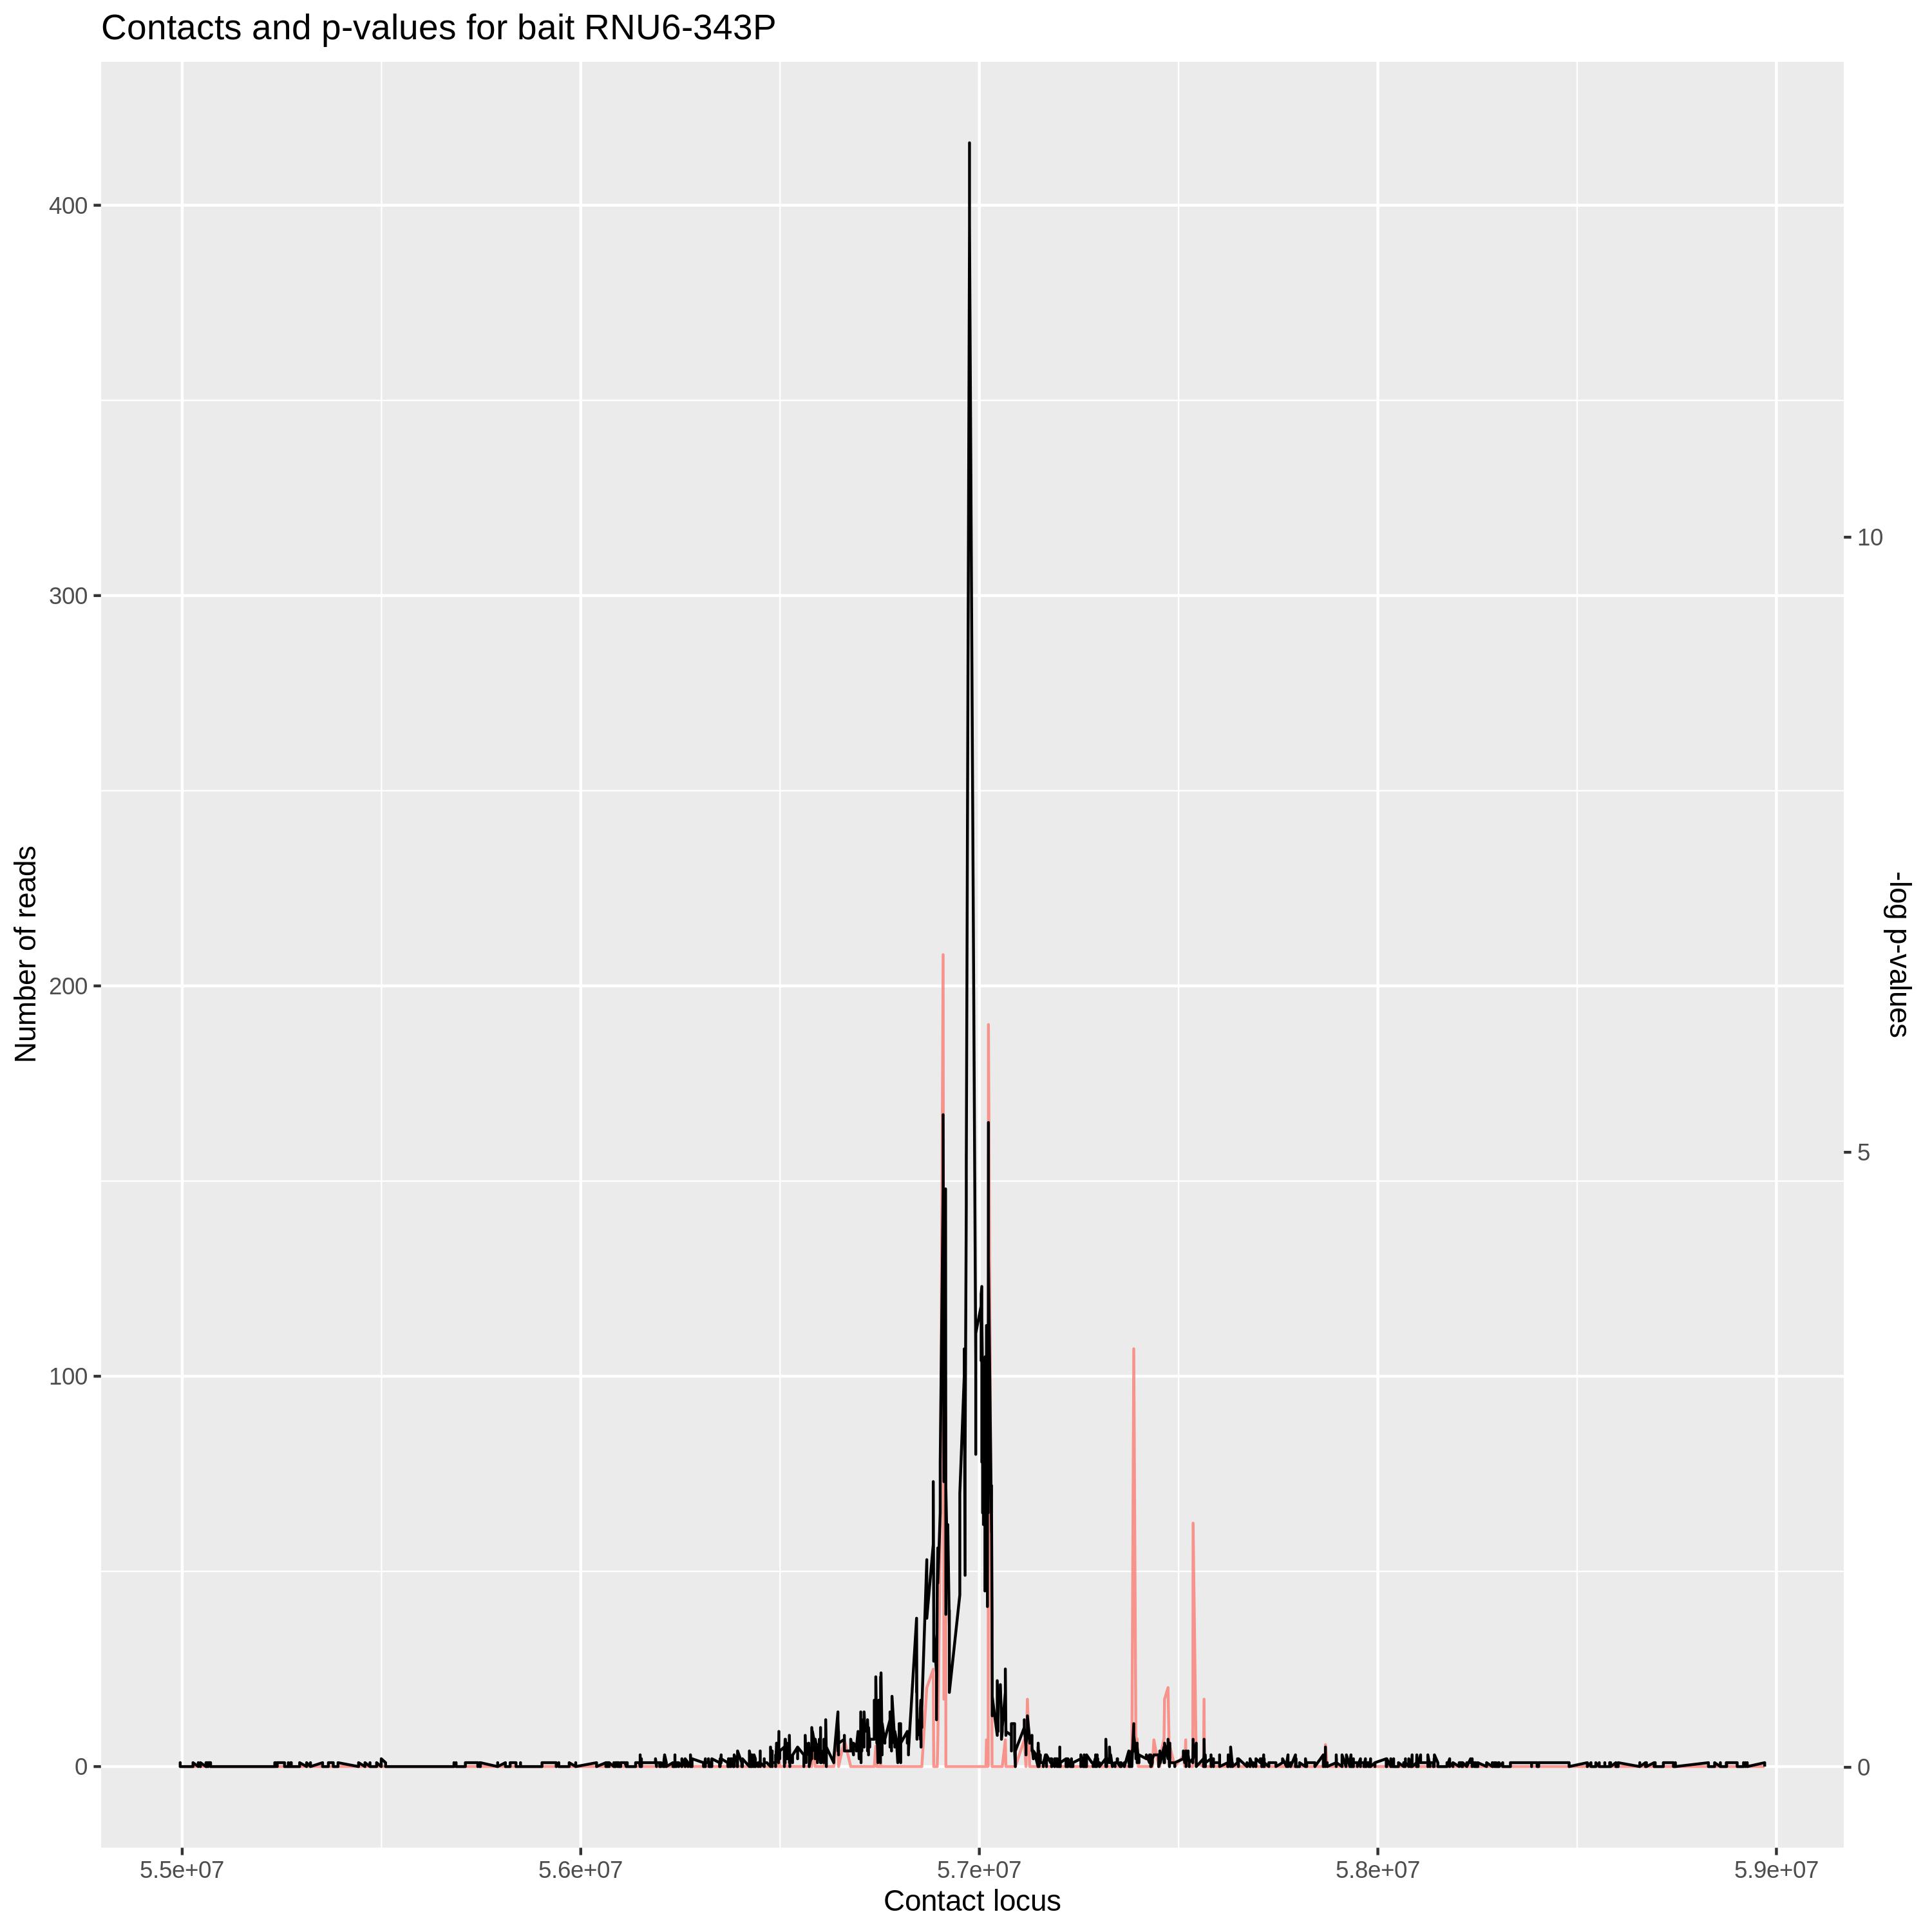 Contacts and p-values for bait RNU6-343P
400
300
200
100
0
Number of reads
10
5
0
-log p-values
5.5e+07 5.6e+07 5.7e+07 5.8e+07 5.9e+07
Contact locus